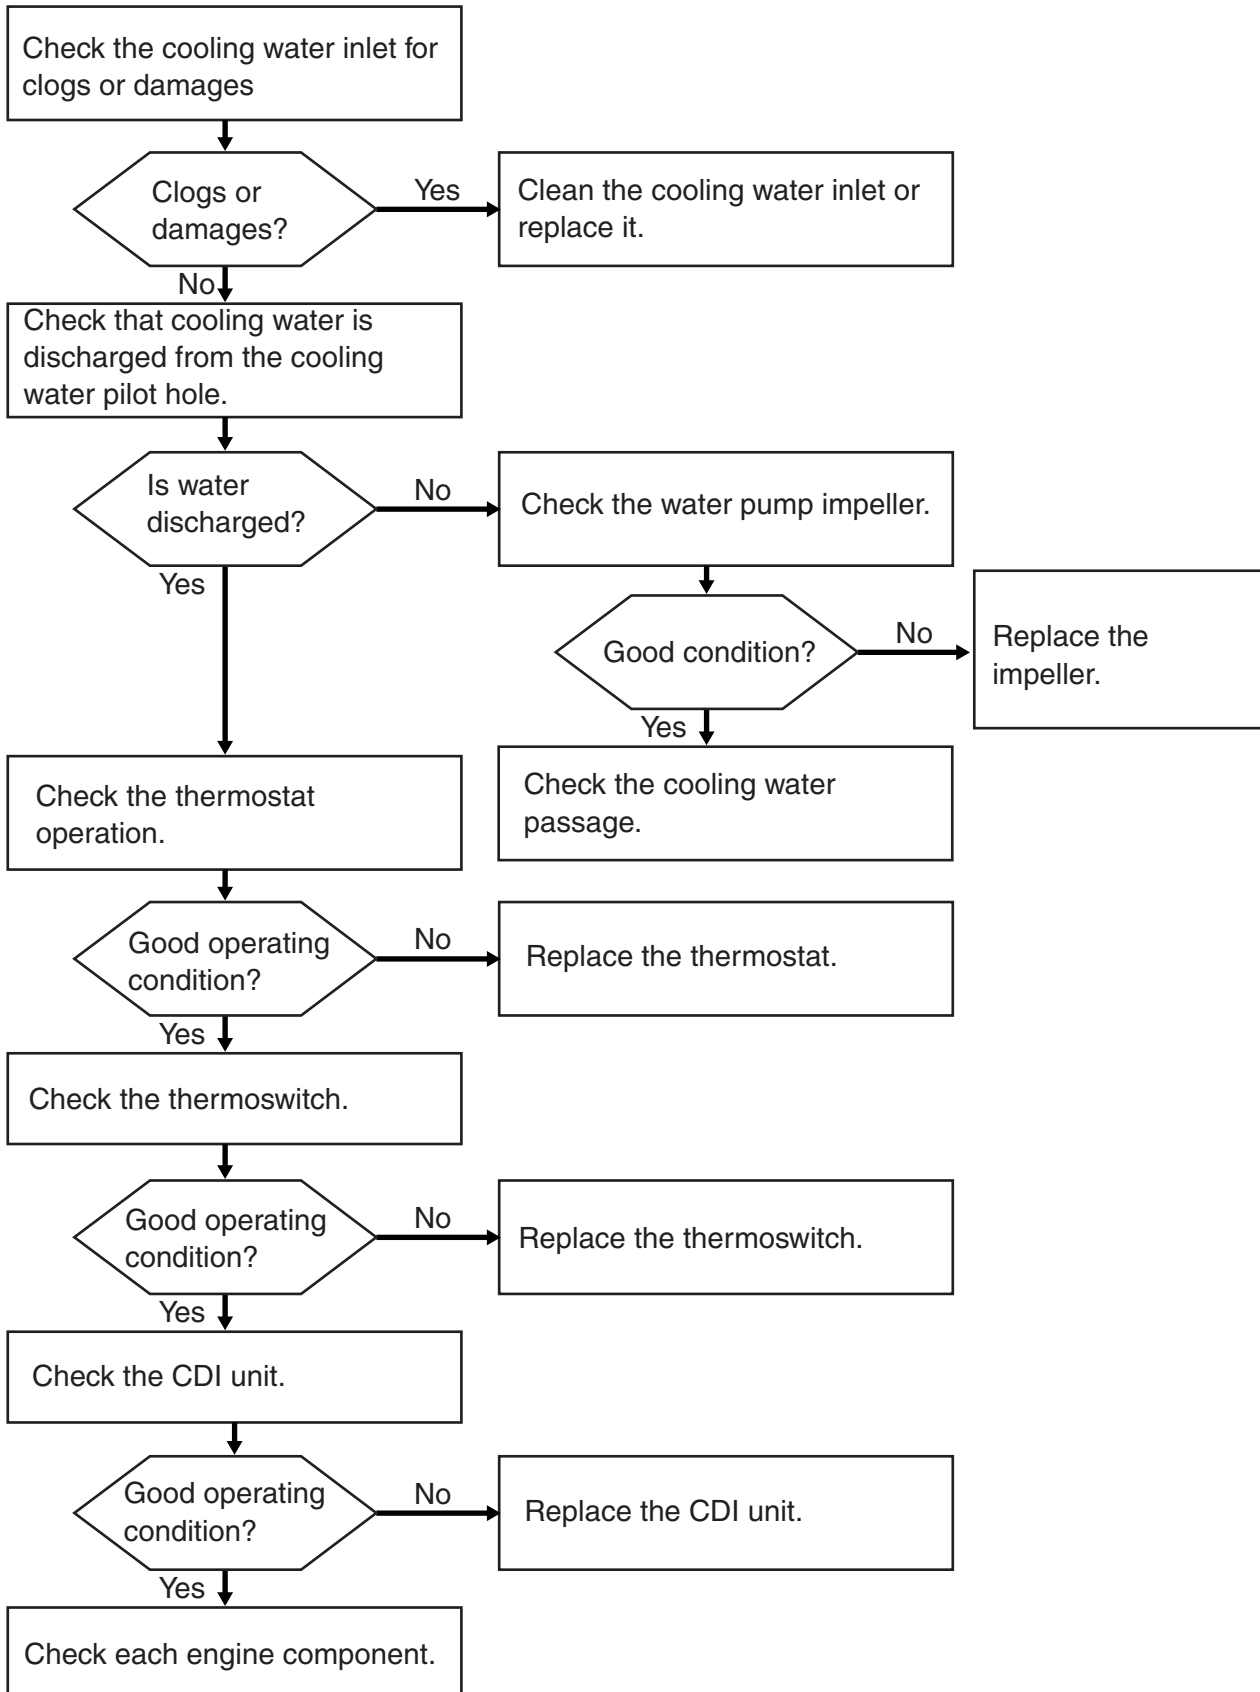 Check the cooling water inlet for
clogs or damages
Clogs or
damages?
Yes
Clean the cooling water inlet or
replace it.
No
Check that cooling water is
discharged from the cooling
water pilot hole.
Is water
discharged?
No
Check the water pump impeller.
Yes
Good condition?
No
Replace the
impeller.
Yes
Check the cooling water
passage.
Check the thermostat
operation.
Good operating
condition?
No
Replace the thermostat.
Yes
Check the thermoswitch.
Good operating
condition?
No
Replace the thermoswitch.
Yes
Check the CDI unit.
Good operating
condition?
No
Replace the CDI unit.
Yes
Check each engine component.